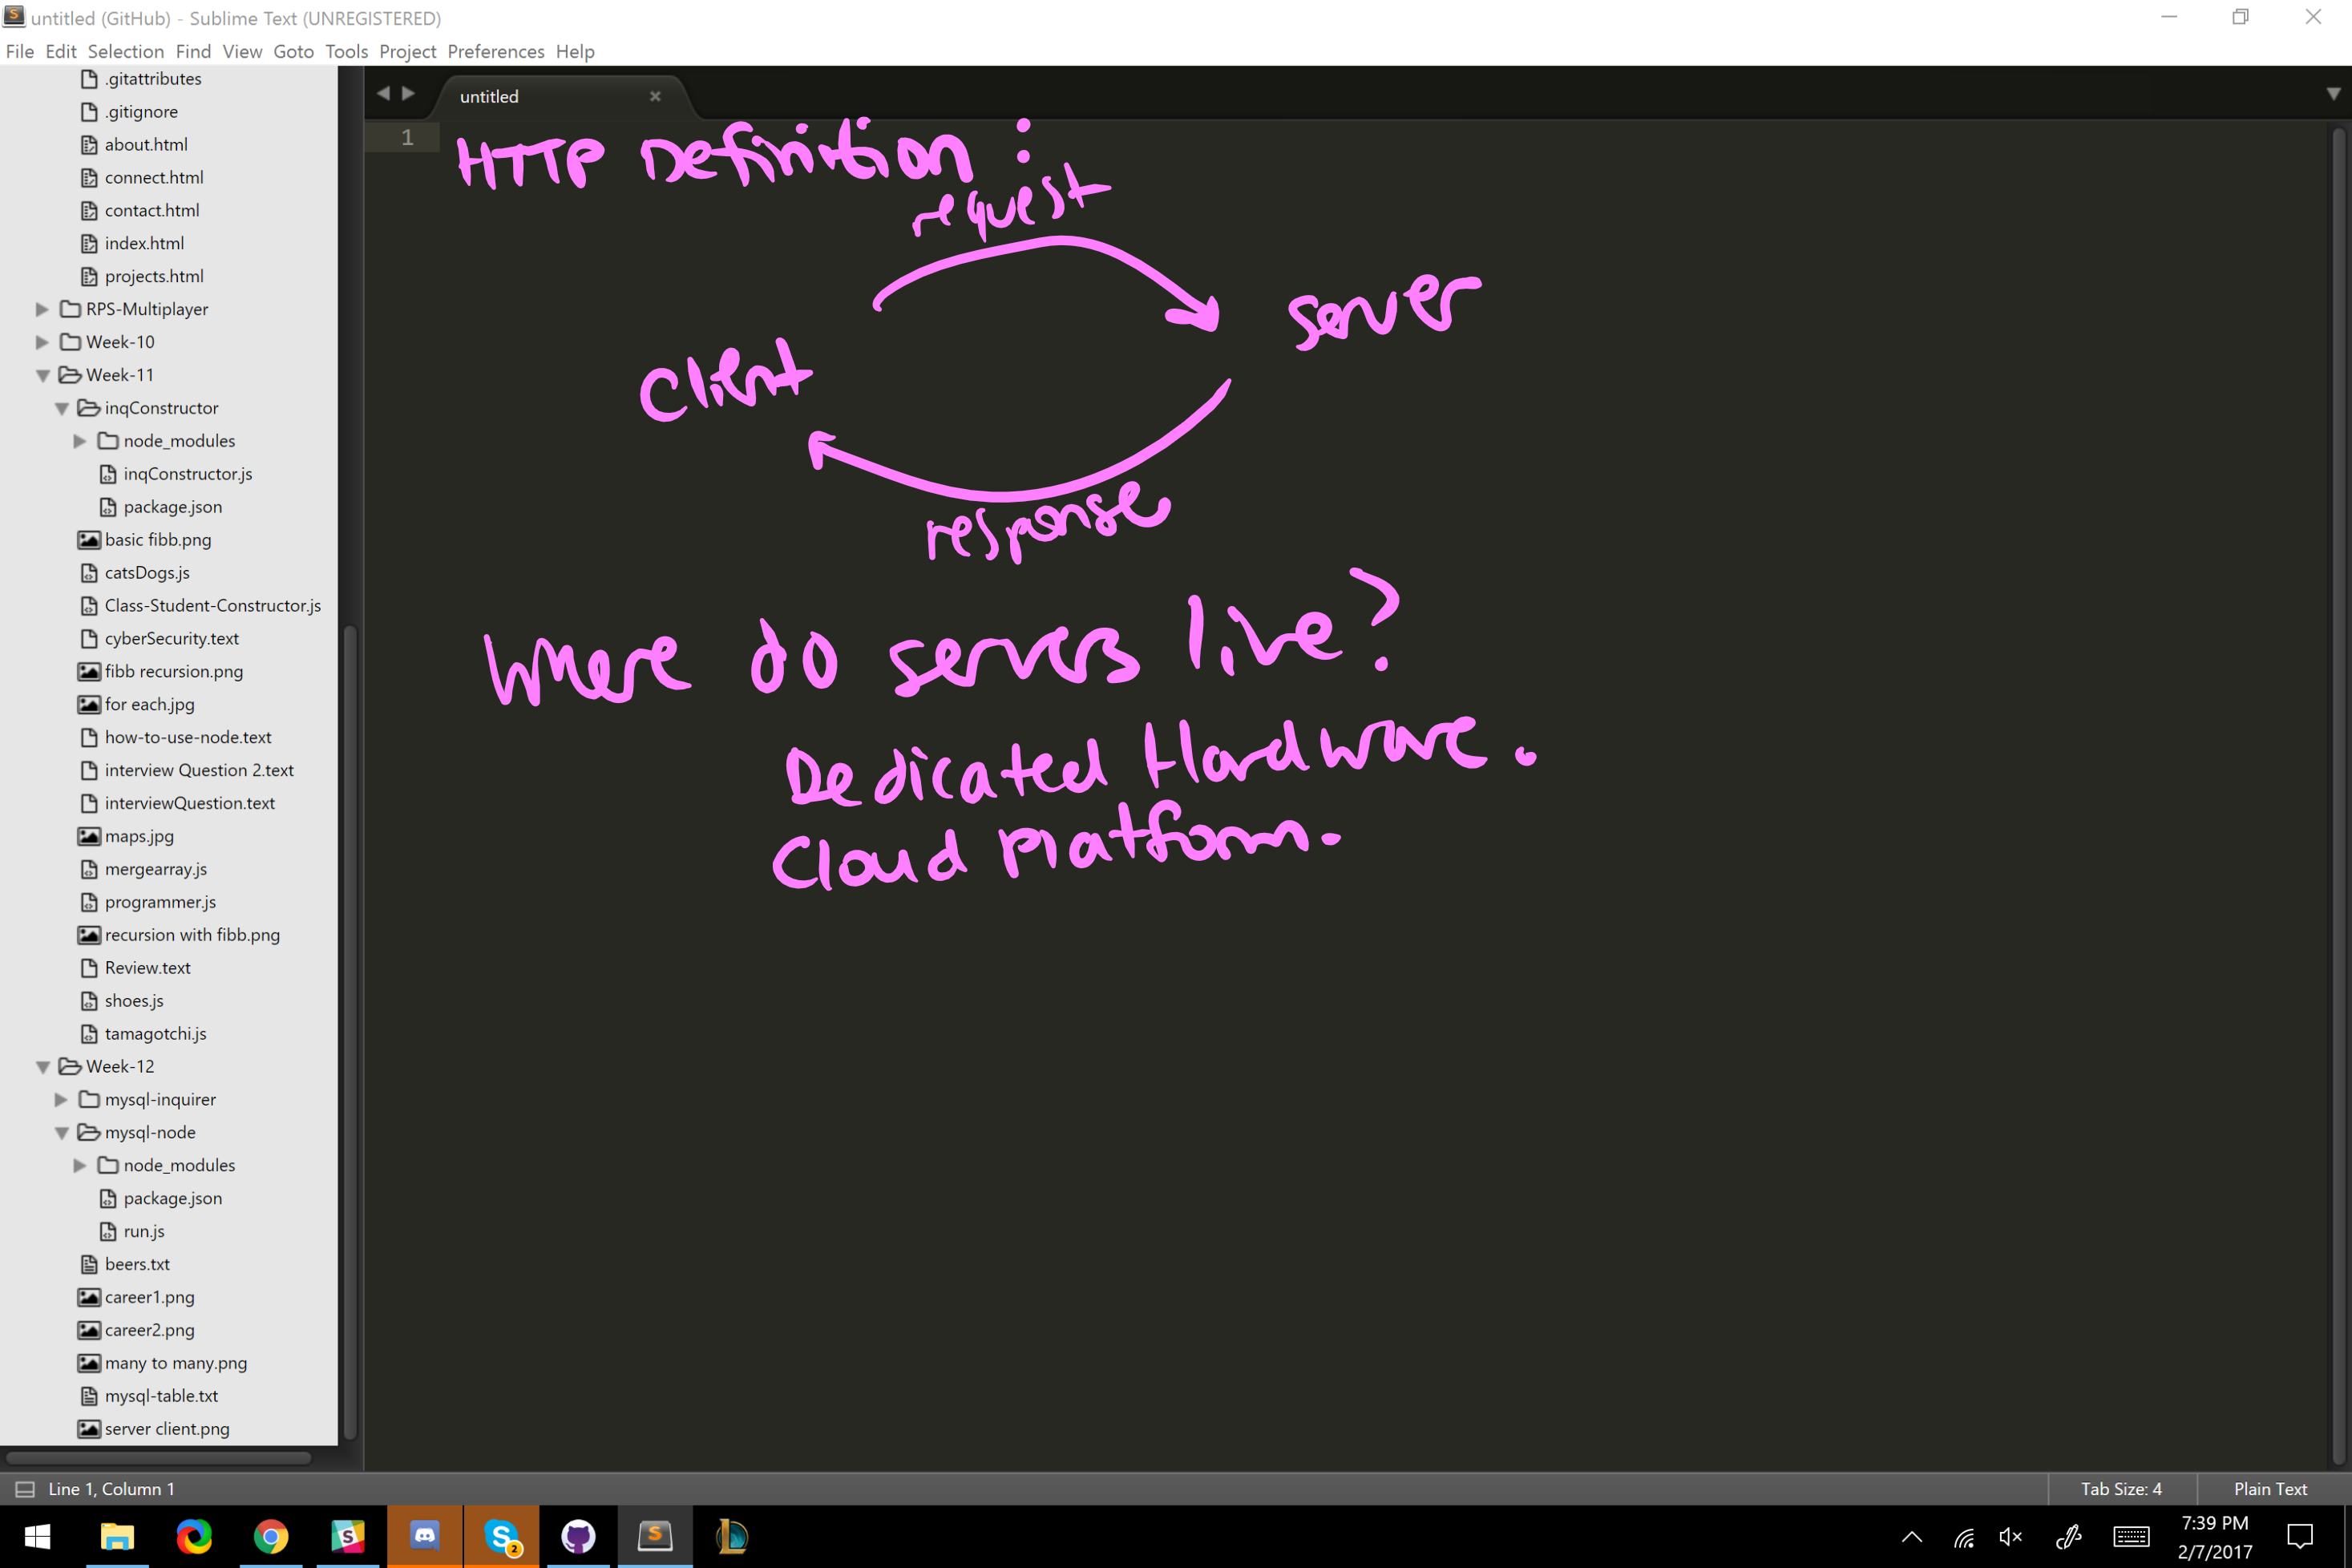 untitled (GitHub) - Sublime Text (UNREGISTERED)
File Edit Selection Find View Goto Tools Project Preferences Help
.gitattributes
.gitignore
about.html
connect.html
contact.html
index.html
projects.html
RPS-Multiplayer
Week-10
Week-11
inqConstructor
node_modules
inqConstructor.js
package.json
basic fibb.png
catsDogs.js
Class-Student-Constructor.js
cyberSecurity.text
fibb recursion.png
for each.jpg
how-to-use-node.text
interview Question 2.text
interviewQuestion.text
maps.jpg
mergearray.js
programmer.js
recursion with fibb.png
Review.text
shoes.js
tamagotchi.js
Week-12
mysql-inquirer
mysql-node
node_modules
package.json
run.js
beers.txt
career1.png
career2.png
many to many.png
mysql-table.txt
server client.png
untitled
1
HTTP Definition :
request
server
Client
response
Where do servers live?
Dedicated Hardware.
Cloud Platform.
Line 1, Column 1
Tab Size: 4
Plain Text
2
7:39 PM
2/7/2017